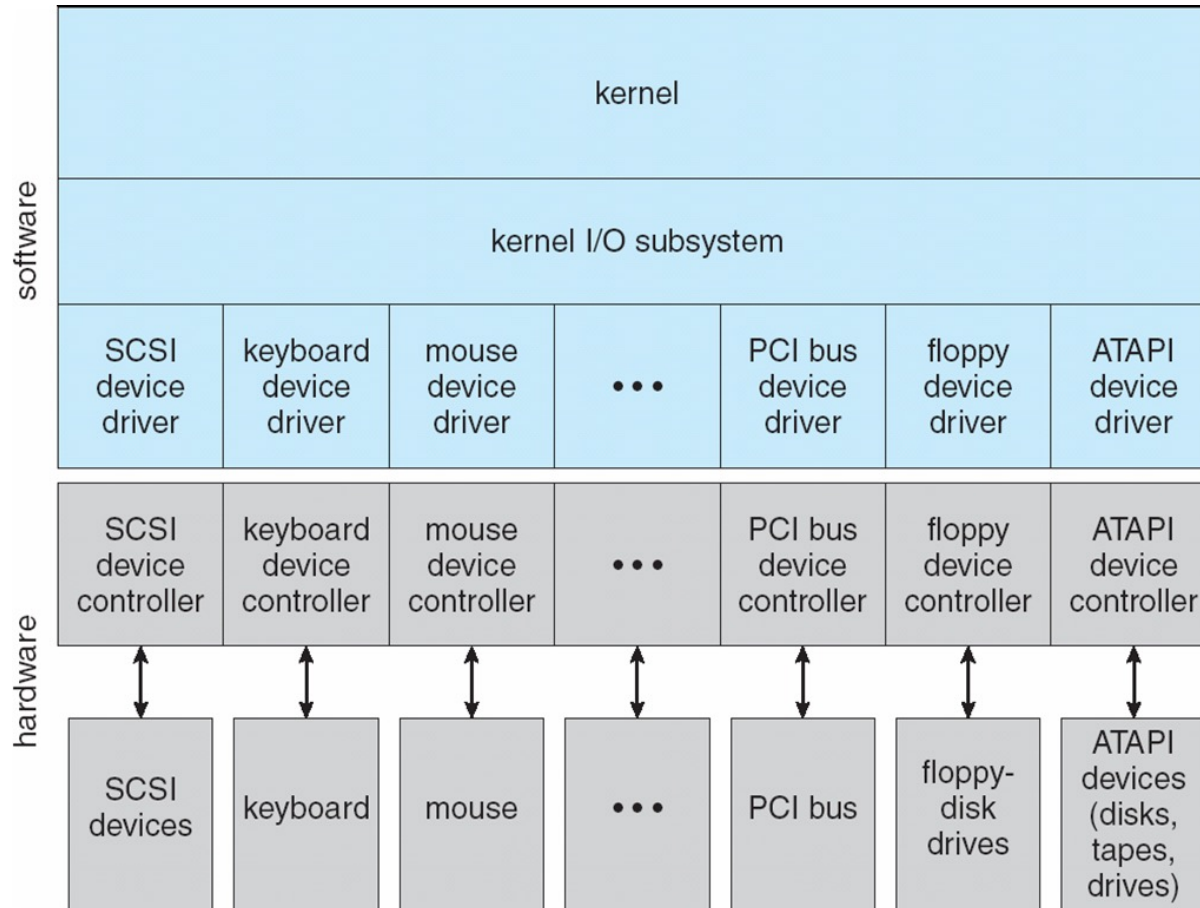 kernel
software
kernel I/O subsystem
SCSI
device
driver
keyboard
device
driver
mouse
device
driver
•••
PCI bus
device
driver
floppy
device
driver
ATAPI
device
driver
hardware
SCSI
device
controller
keyboard
device
controller
mouse
device
controller
•••
PCI bus
device
controller
floppy
device
controller
ATAPI
device
controller
SCSI
devices
keyboard
mouse
•••
PCI bus
floppy-
disk
drives
ATAPI
devices
(disks,
tapes,
drives)